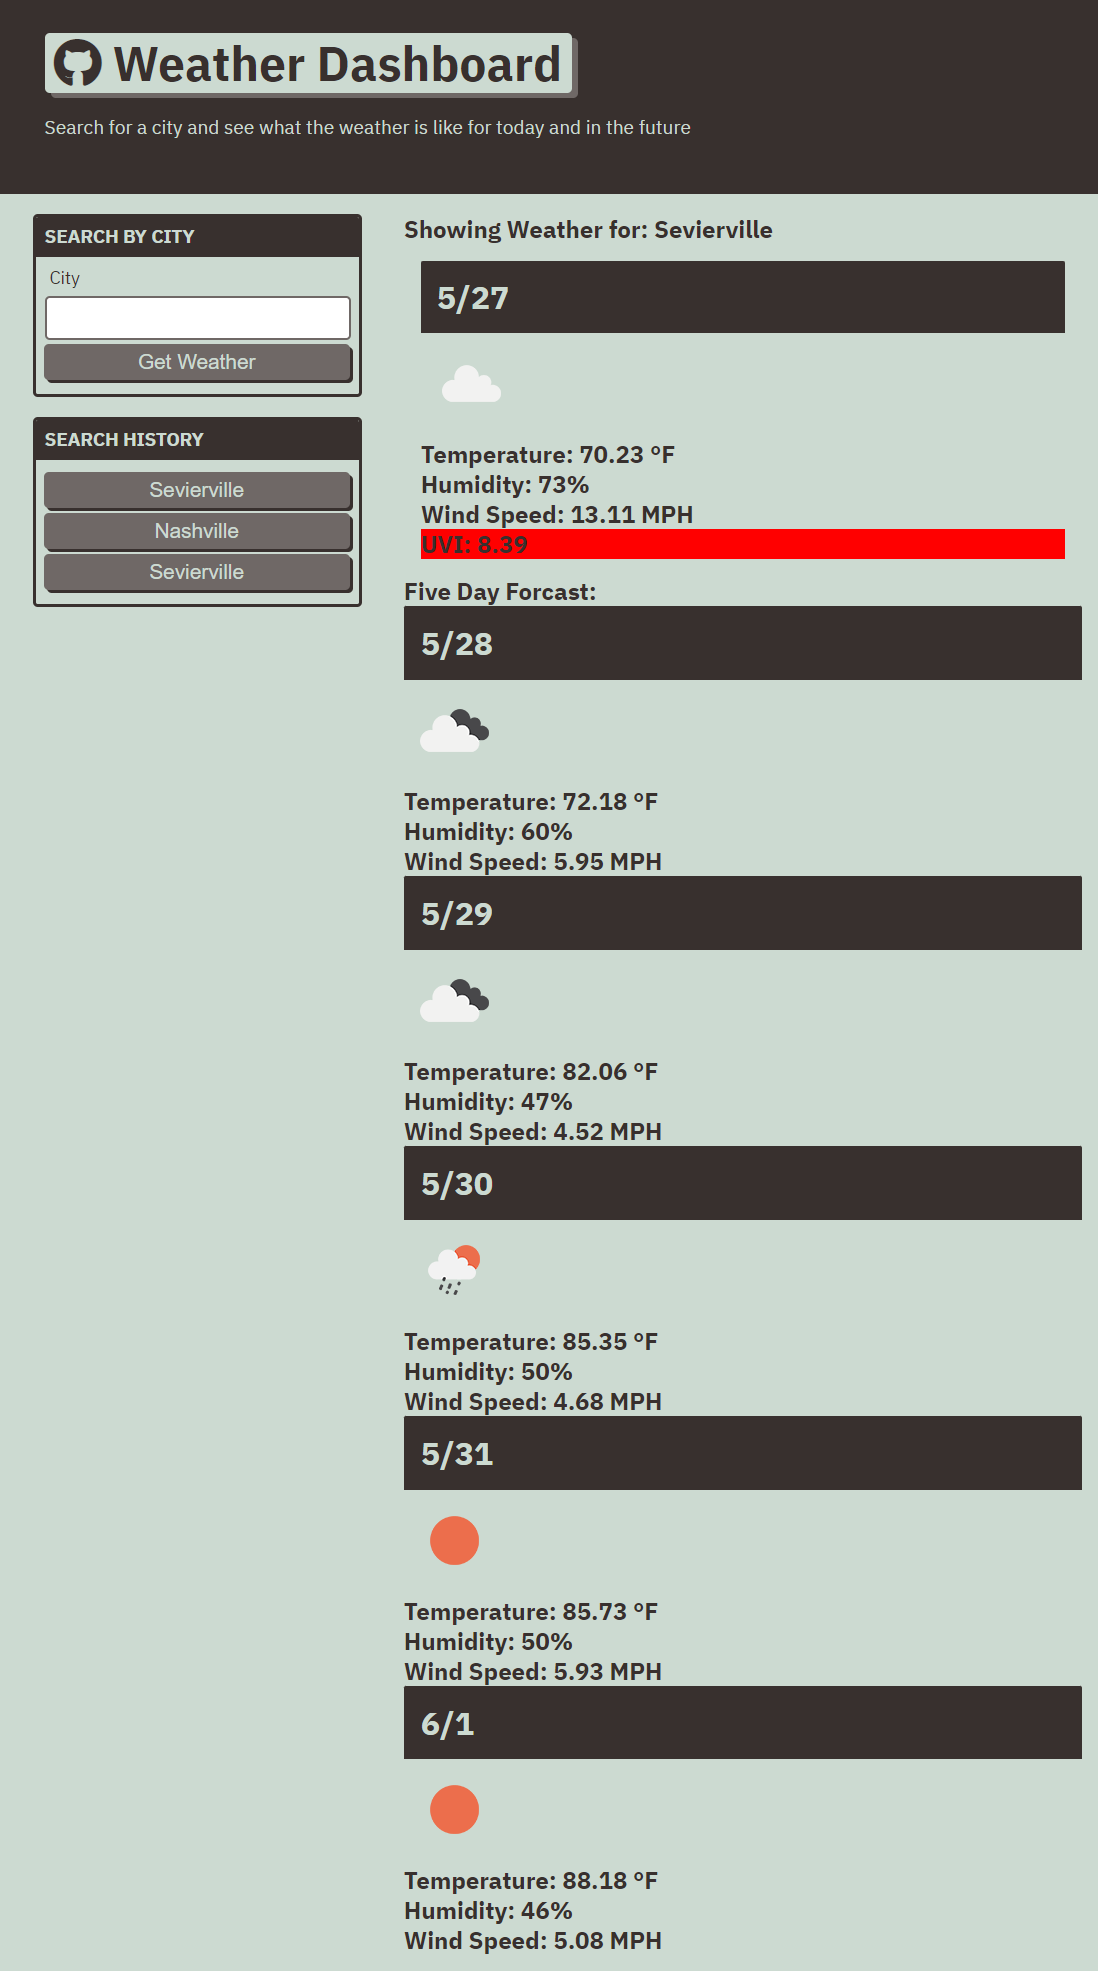 Weather Dashboard
Search for a city and see what the weather is like for today and in the future
SEARCH BY CITY
City
Get Weather
SEARCH HISTORY
Sevierville
Nashville
Sevierville
Showing Weather for: Sevierville
5/27
Temperature: 70.23 °F
Humidity: 73%
Wind Speed: 13.11 MPH
UVI: 8.39
Five Day Forcast:
5/28
Temperature: 72.18 °F
Humidity: 60%
Wind Speed: 5.95 MPH
5/29
Temperature: 82.06 °F
Humidity: 47%
Wind Speed: 4.52 MPH
5/30
Temperature: 85.35 °F
Humidity: 50%
Wind Speed: 4.68 MPH
5/31
Temperature: 85.73 °F
Humidity: 50%
Wind Speed: 5.93 MPH
6/1
Temperature: 88.18 °F
Humidity: 46%
Wind Speed: 5.08 MPH